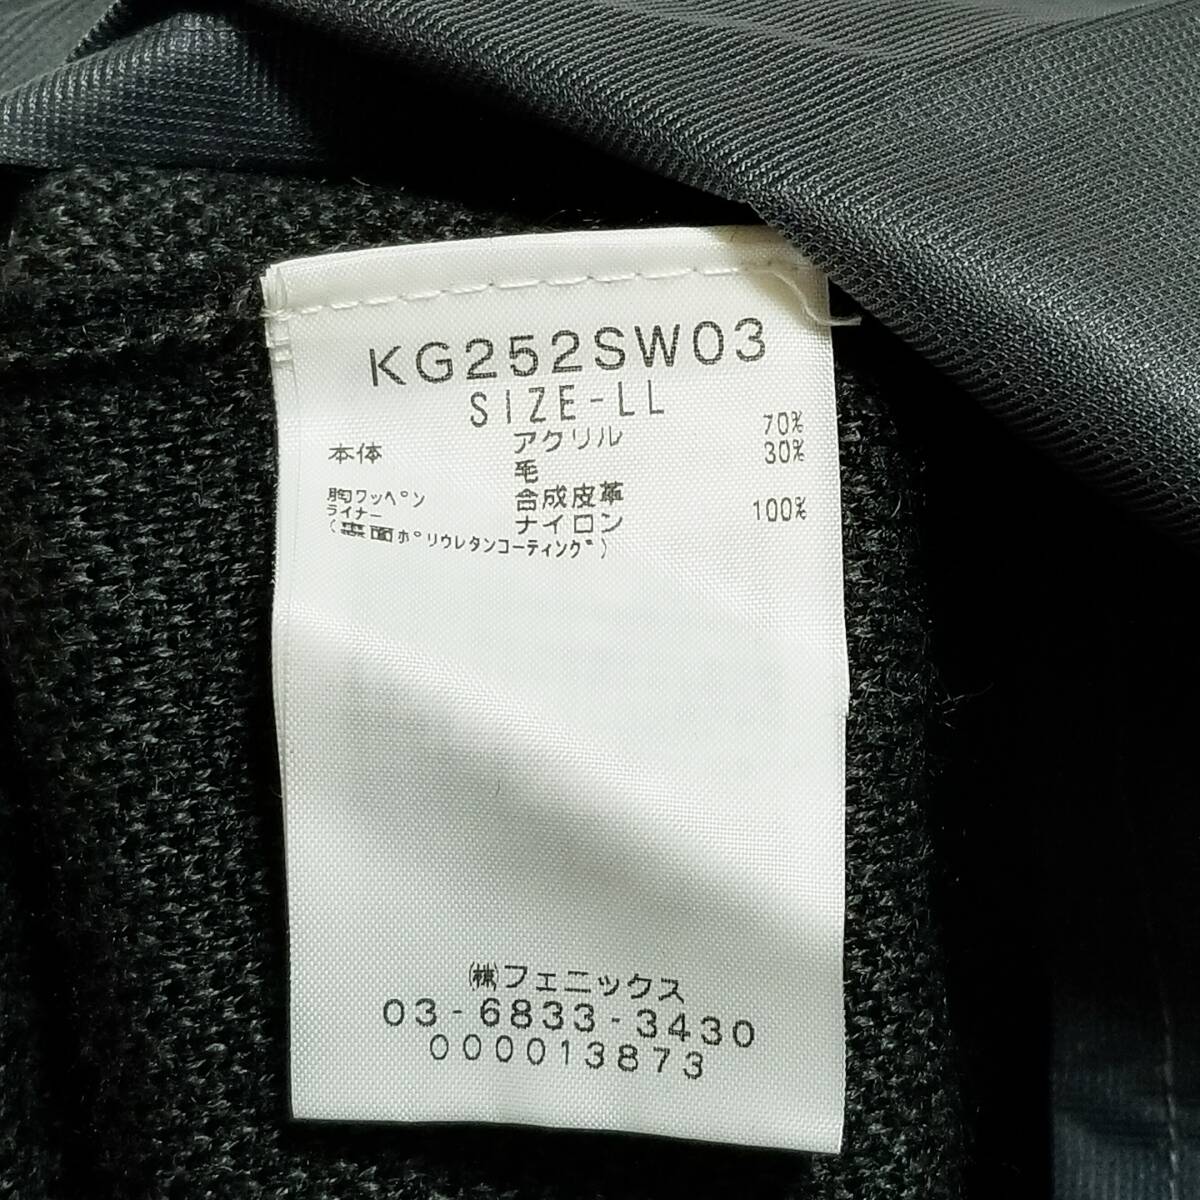 KG252SW03
SIZE-LL
本体 アクリル 70%
毛 30%
胸ワッペン 合成皮革
ライナー ナイロン 100%
(裏面ポリウレタンコーティング)
㈱フェニックス
03-6833-3430
000013873